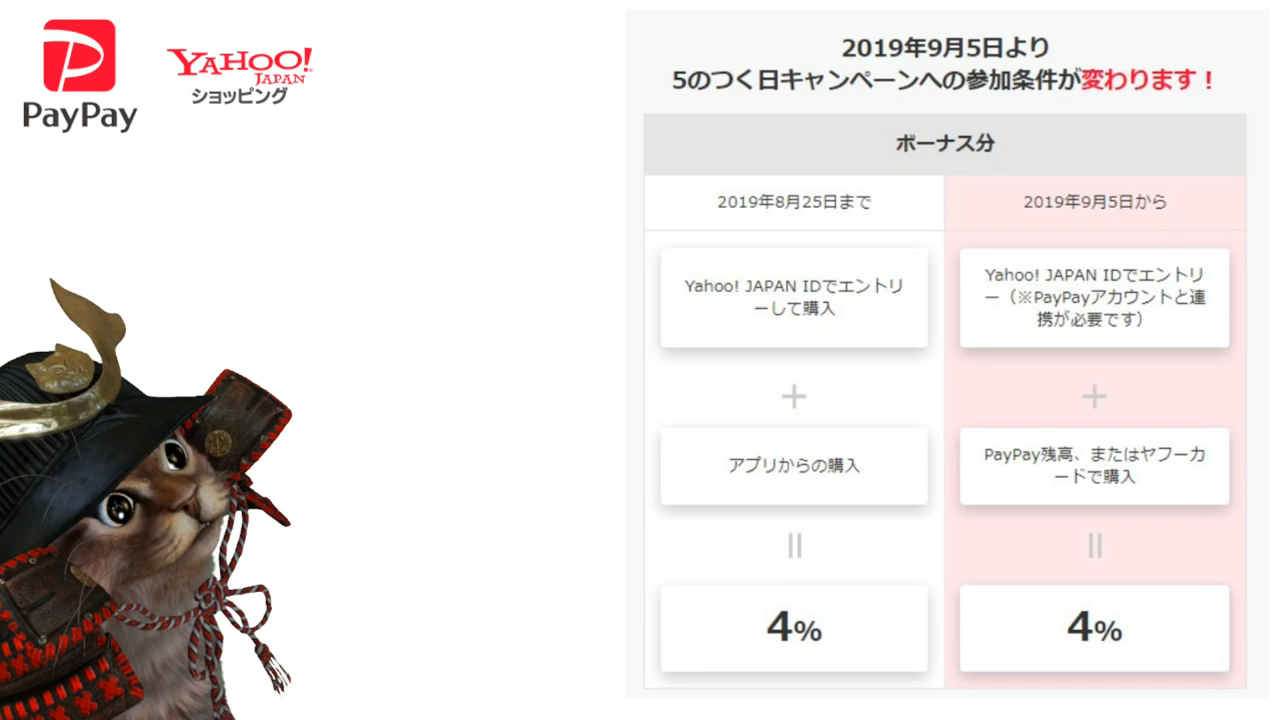 PayPay
YAHOO!
JAPAN
ショッピング
2019年9月5日より
5のつく日キャンペーンへの参加条件が変わります！
ボーナス分
2019年8月25日まで
2019年9月5日から
Yahoo! JAPAN IDでエントリ
ーして購入
Yahoo! JAPAN IDでエントリ
ー（※PayPayアカウントと連
携が必要です）
＋
＋
アプリからの購入
PayPay残高、またはヤフーカ
ードで購入
||
||
4%
4%